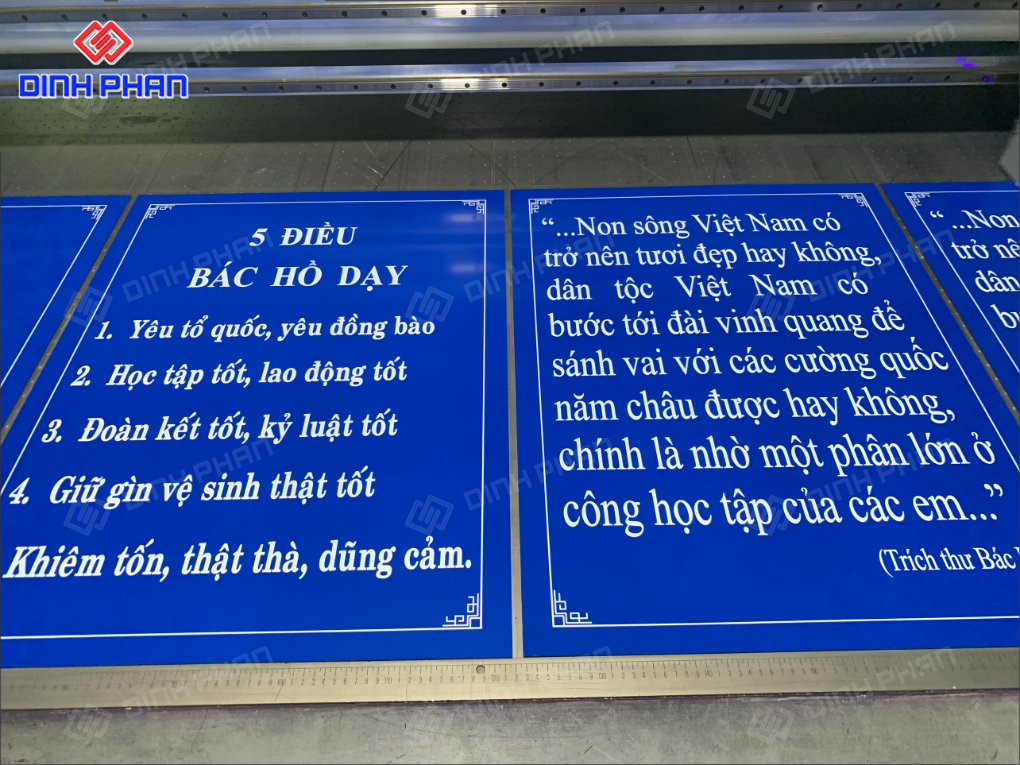 DINH PHAN
5 ĐIỀU
BÁC HỒ DẠY
1. Yêu tổ quốc, yêu đồng bào
2. Học tập tốt, lao động tốt
3. Đoàn kết tốt, kỷ luật tốt
4. Giữ gìn vệ sinh thật tốt
Khiêm tốn, thật thà, dũng cảm.
“...Non sông Việt Nam có
trở nên tươi đẹp hay không,
dân tộc Việt Nam có
bước tới đài vinh quang để
sánh vai với các cường quốc
năm châu được hay không,
chính là nhờ một phần lớn ở
công học tập của các em...”
(Trích thư Bác
“...Non
trở nê
dân